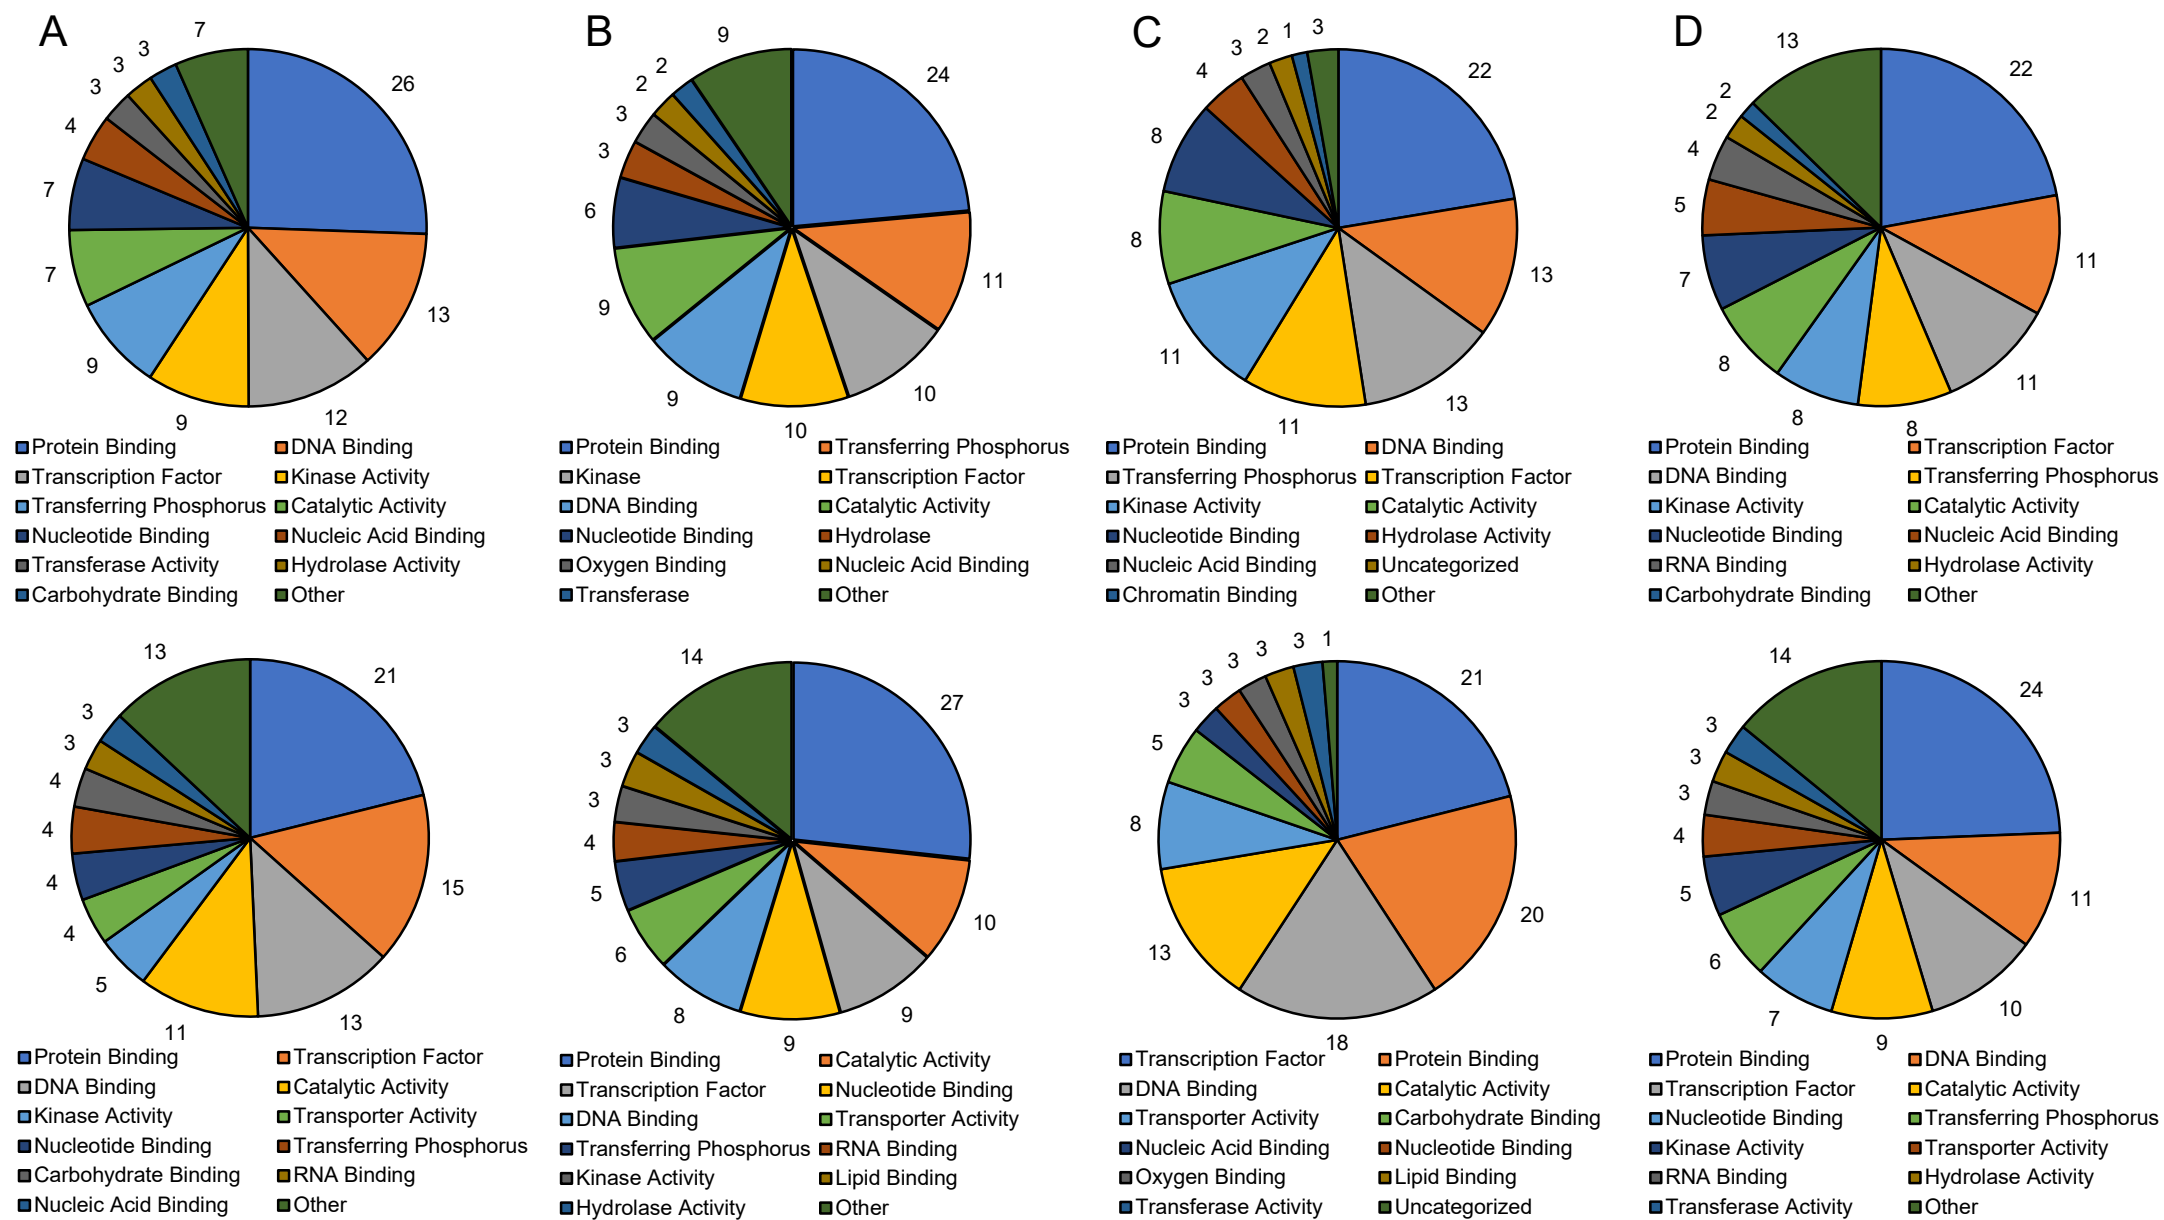 A
7
3
3
3
4
7
7
9
9
12
13
26
Protein Binding DNA Binding
Transcription Factor Kinase Activity
Transferring Phosphorus Catalytic Activity
Nucleotide Binding Nucleic Acid Binding
Transferase Activity Hydrolase Activity
Carbohydrate Binding Other
B
9
2
2
3
3
6
9
9
10
10
11
24
Protein Binding Transferring Phosphorus
Kinase Transcription Factor
DNA Binding Catalytic Activity
Nucleotide Binding Hydrolase
Oxygen Binding Nucleic Acid Binding
Transferase Other
C
3
1
2
3
4
8
8
11
11
13
13
22
Protein Binding DNA Binding
Transferring Phosphorus Transcription Factor
Kinase Activity Catalytic Activity
Nucleotide Binding Hydrolase Activity
Nucleic Acid Binding Uncategorized
Chromatin Binding Other
D
13
2
2
4
5
7
8
8
8
11
11
22
Protein Binding Transcription Factor
DNA Binding Transferring Phosphorus
Kinase Activity Catalytic Activity
Nucleotide Binding Nucleic Acid Binding
RNA Binding Hydrolase Activity
Carbohydrate Binding Other
13
3
3
4
4
4
4
5
11
13
15
21
Protein Binding Transcription Factor
DNA Binding Catalytic Activity
Kinase Activity Transporter Activity
Nucleotide Binding Transferring Phosphorus
Carbohydrate Binding RNA Binding
Nucleic Acid Binding Other
14
3
3
3
4
5
6
8
9
9
10
27
Protein Binding Catalytic Activity
Transcription Factor Nucleotide Binding
DNA Binding Transporter Activity
Transferring Phosphorus RNA Binding
Kinase Activity Lipid Binding
Hydrolase Activity Other
1
3
3
3
3
3
5
8
13
18
20
21
Transcription Factor Protein Binding
DNA Binding Catalytic Activity
Transporter Activity Carbohydrate Binding
Nucleic Acid Binding Nucleotide Binding
Oxygen Binding Lipid Binding
Transferase Activity Uncategorized
14
3
3
3
4
5
6
7
9
10
11
24
Protein Binding DNA Binding
Transcription Factor Catalytic Activity
Nucleotide Binding Transferring Phosphorus
Kinase Activity Transporter Activity
RNA Binding Hydrolase Activity
Transferase Activity Other